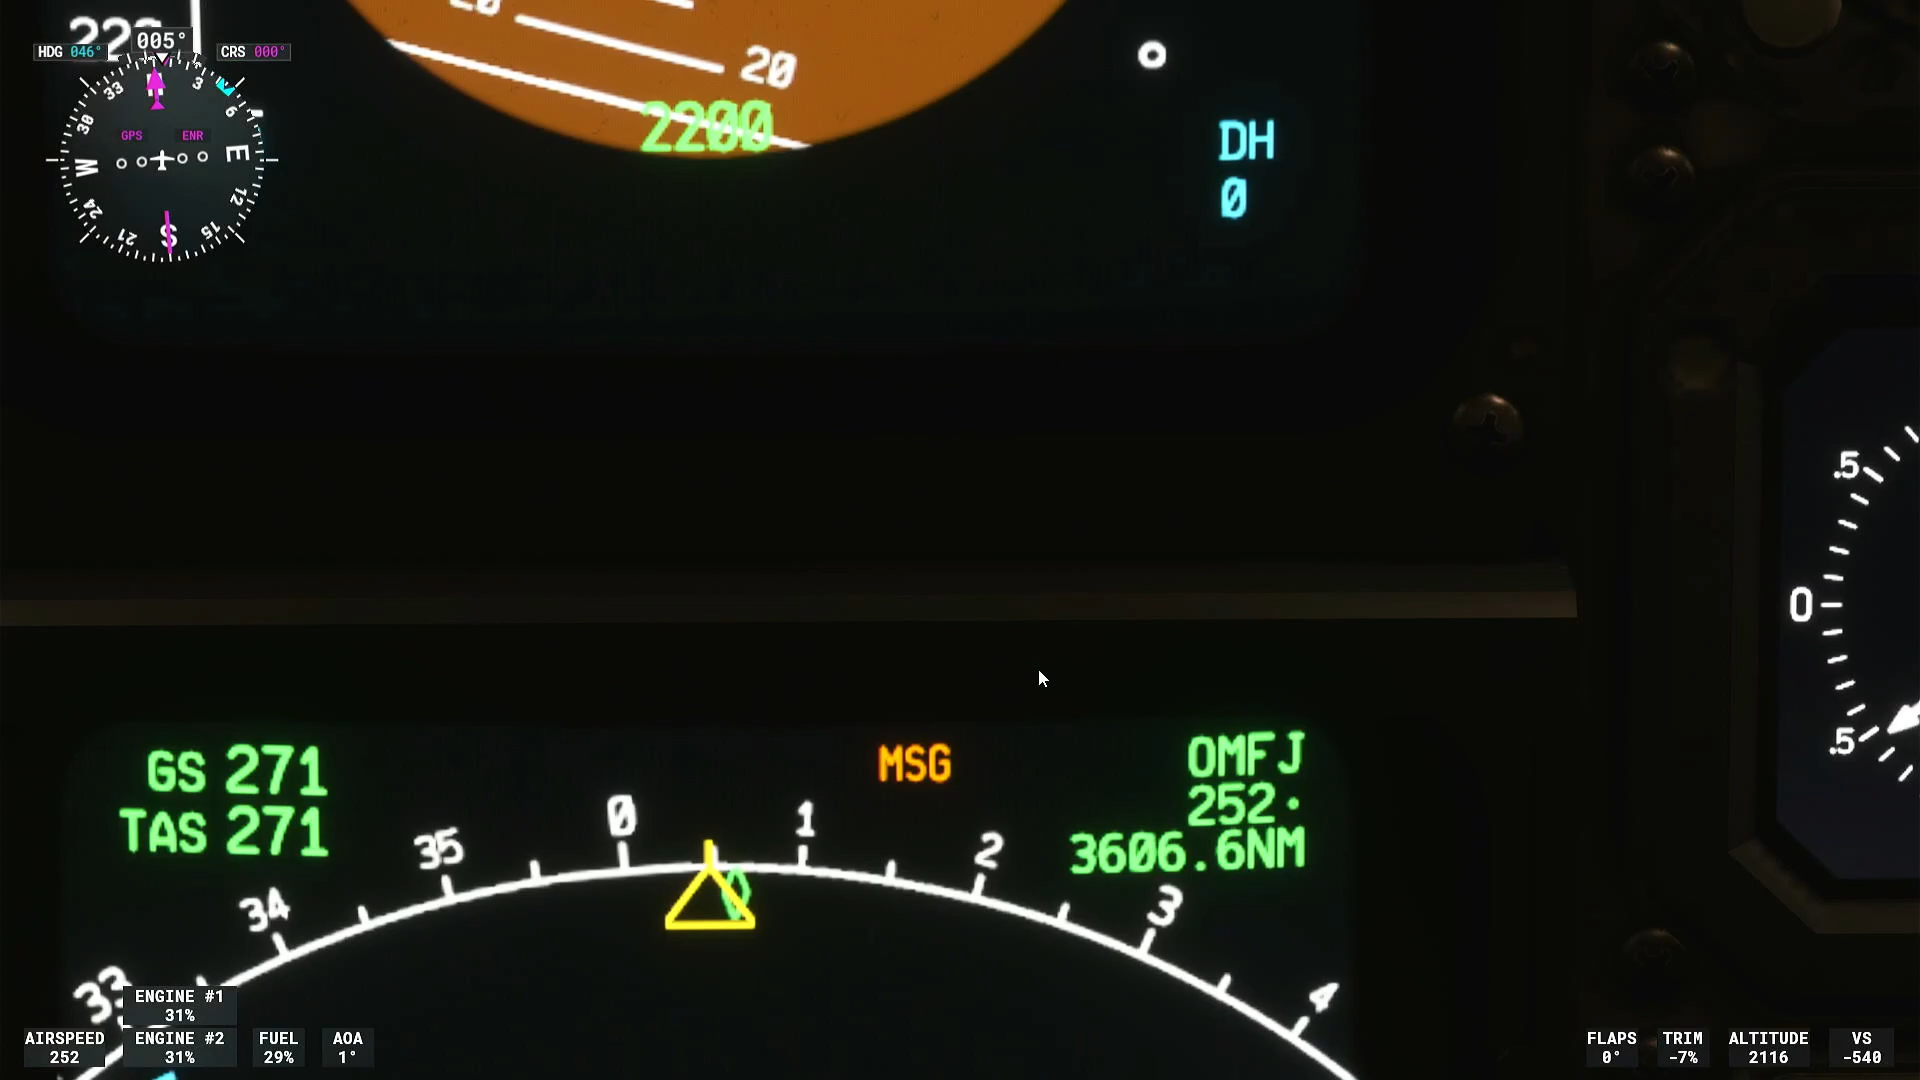 HDG 046°
005°
CRS 000°
33
3
30
6
GPS
ENR
W
E
24
12
21
S
15
20
20
2200
DH
0
.5
0
.5
GS 271
TAS 271
MSG
OMFJ
252·
3606.6NM
33
34
35
0
1
2
3
4
ENGINE #1
31%
AIRSPEED
252
ENGINE #2
31%
FUEL
29%
AOA
1°
FLAPS
0°
TRIM
-7%
ALTITUDE
2116
VS
-540